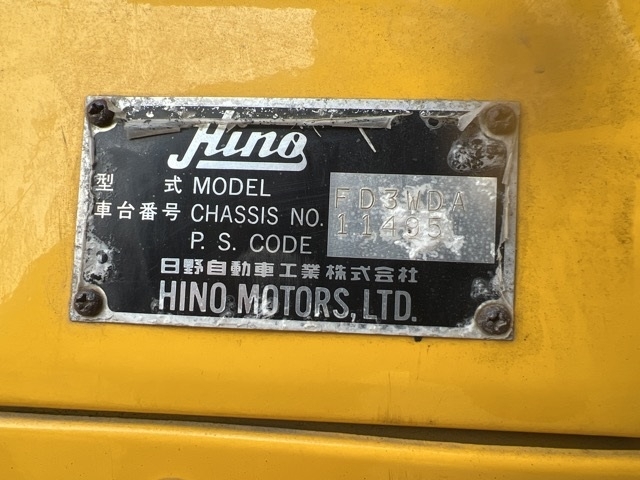 Hino
型 式 MODEL FD3WDA
車台番号 CHASSIS NO. 11495
P. S. CODE
日野自動車工業株式会社
HINO MOTORS, LTD.